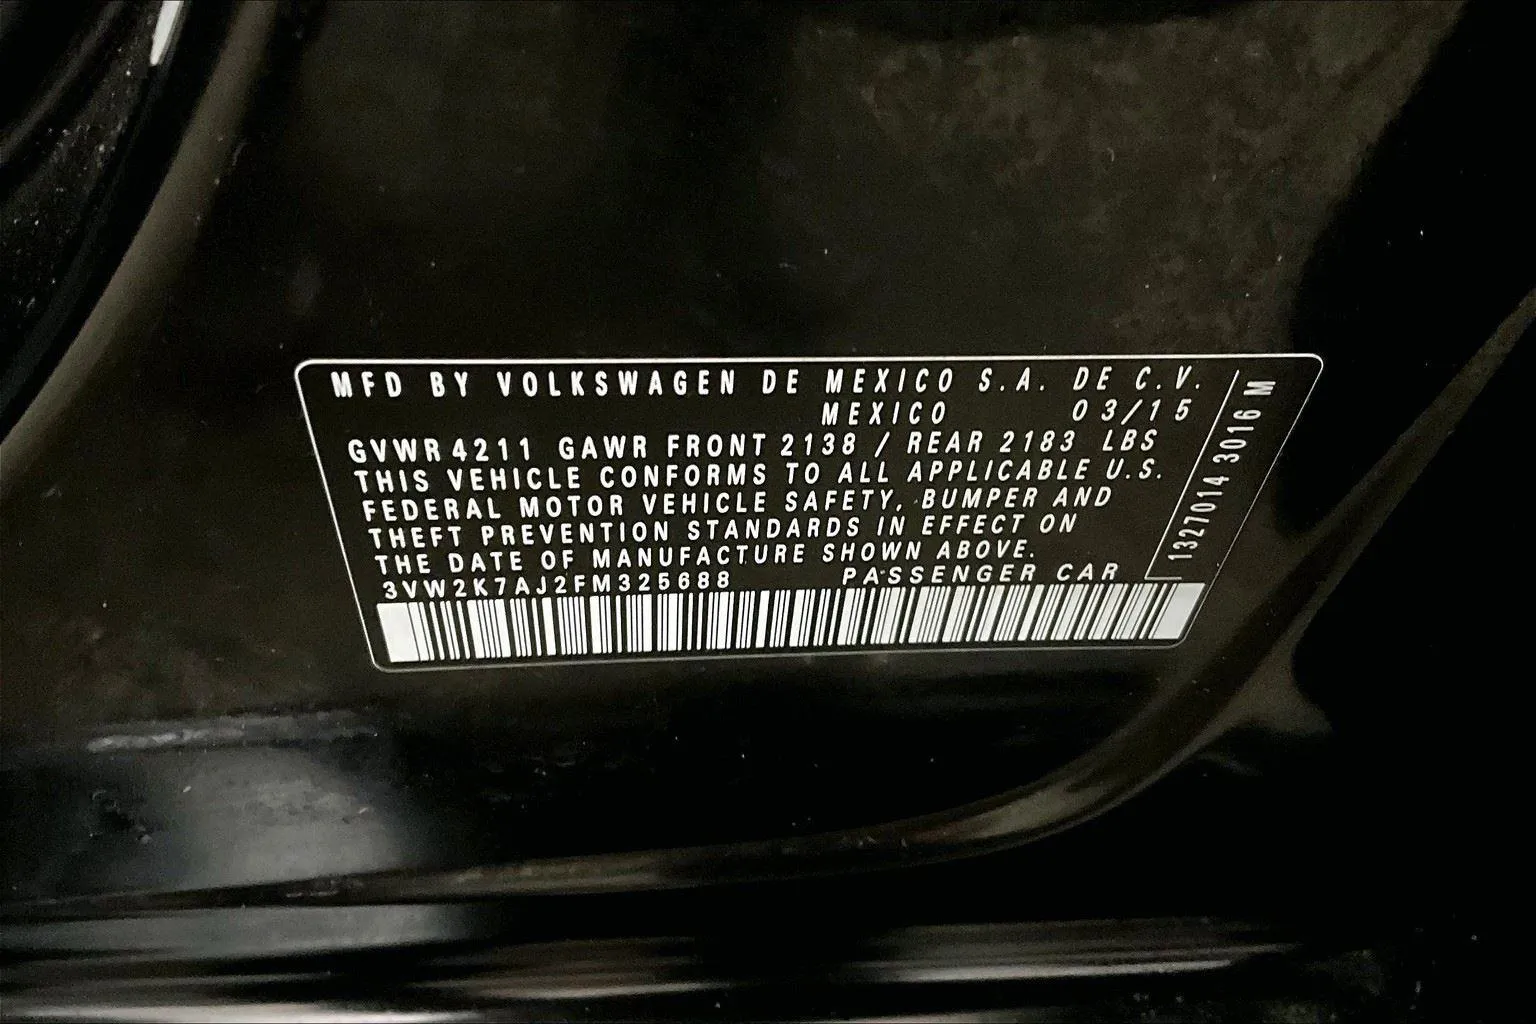 MFD BY VOLKSWAGEN DE MEXICO S.A. DE C.V.
MEXICO 03/15
GVWR 4211 GAWR FRONT 2138 / REAR 2183 LBS
THIS VEHICLE CONFORMS TO ALL APPLICABLE U.S.
FEDERAL MOTOR VEHICLE SAFETY, BUMPER AND
THEFT PREVENTION STANDARDS IN EFFECT ON
THE DATE OF MANUFACTURE SHOWN ABOVE.
3VW2K7AJ2FM325688 PASSENGER CAR
1327014 3016 M